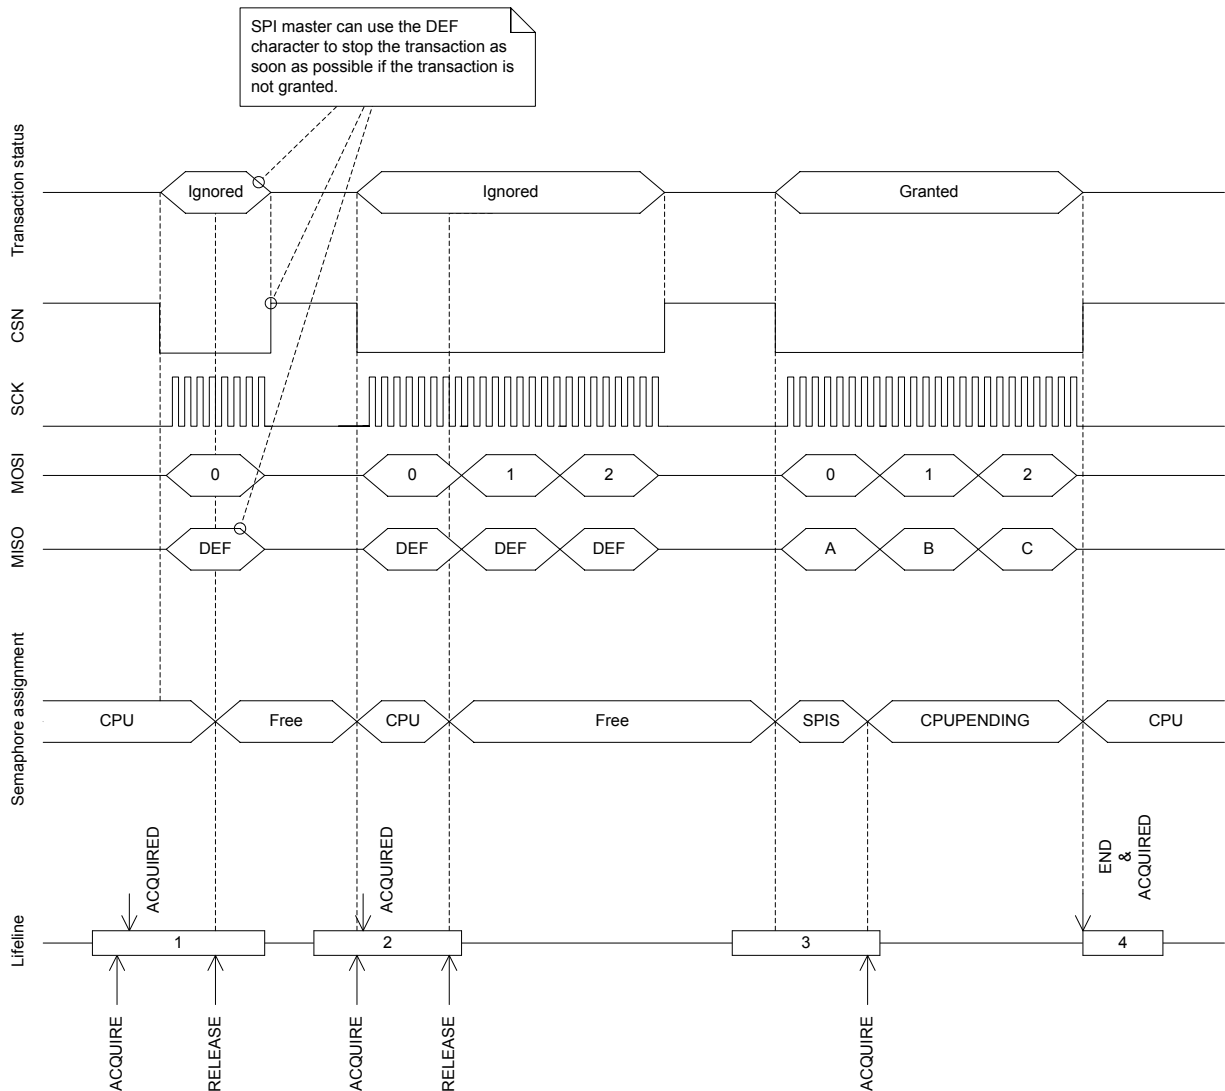 SPI master can use the DEF
character to stop the transaction as
soon as possible if the transaction is
not granted.
Transaction status
Ignored
Ignored
Granted
CSN
SCK
MOSI
0
0
1
2
0
1
2
MISO
DEF
DEF
DEF
DEF
A
B
C
Semaphore assignment
CPU
Free
CPU
Free
SPIS
CPUPENDING
CPU
ACQUIRED
ACQUIRED
END
&
ACQUIRED
Lifeline
1
2
3
4
ACQUIRE
RELEASE
ACQUIRE
RELEASE
ACQUIRE